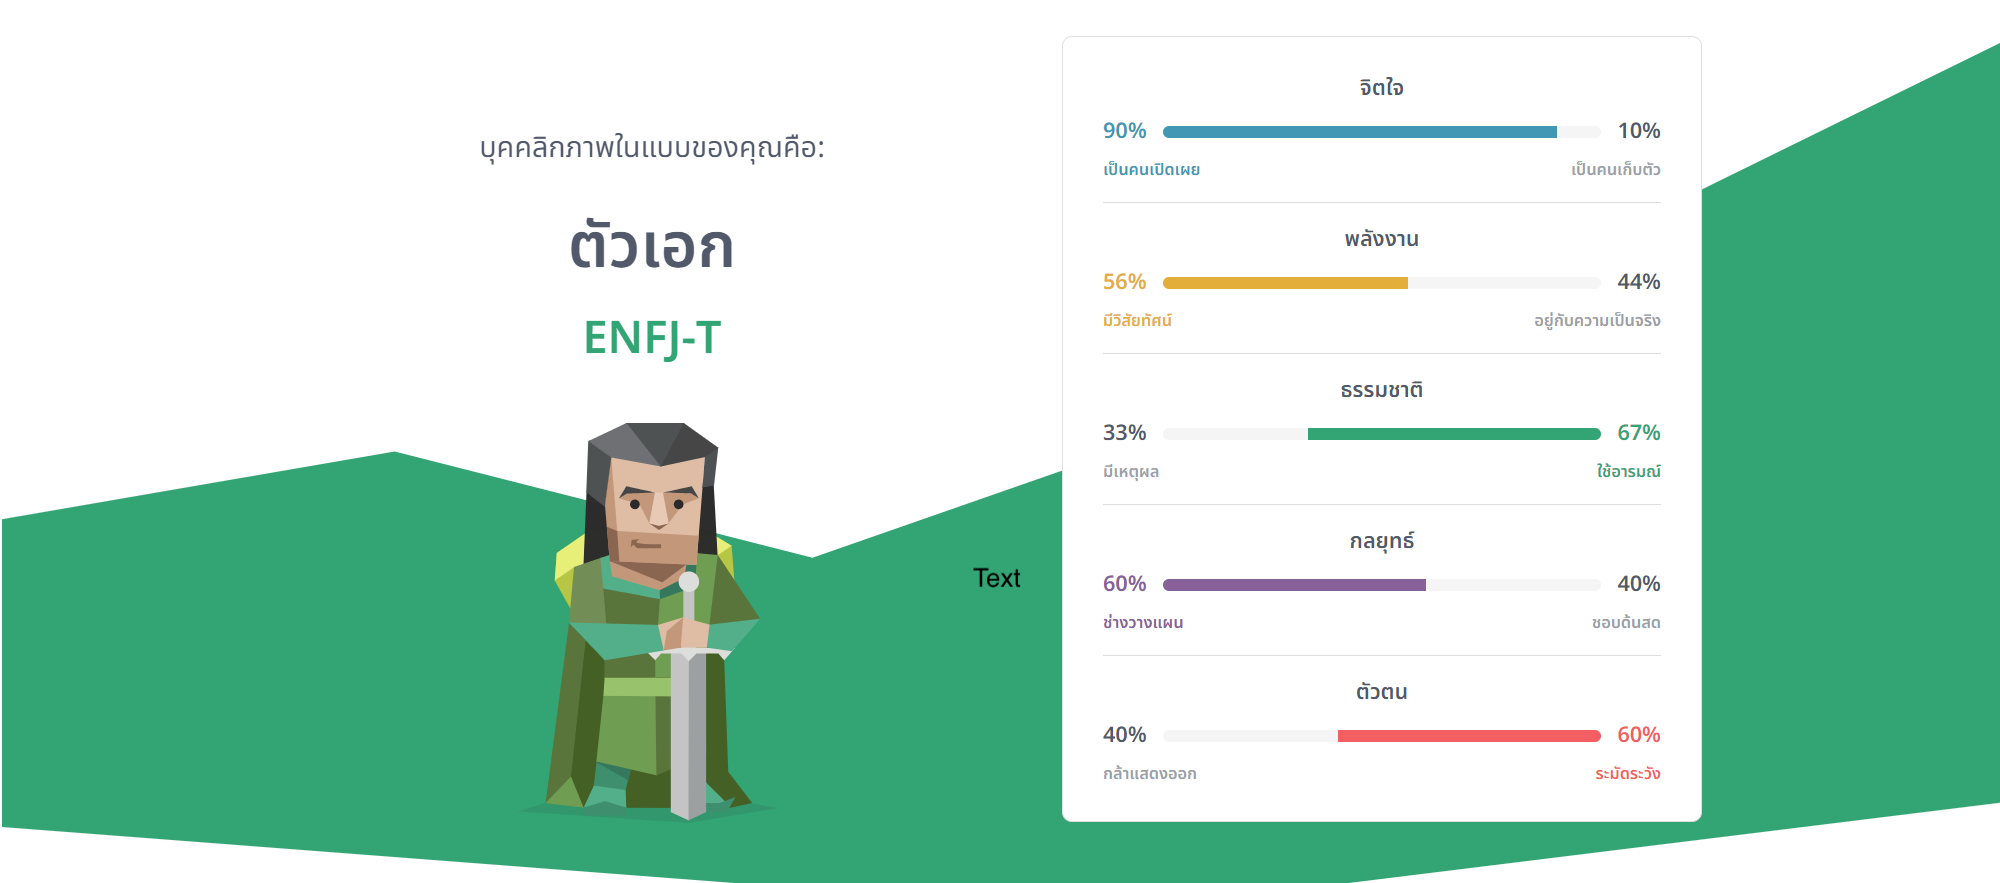 บุคคลิกภาพในแบบของคุณคือ:
ตัวเอก
ENFJ-T
Text
จิตใจ
90% 10%
เป็นคนเปิดเผย เป็นคนเก็บตัว
พลังงาน
56% 44%
มีวิสัยทัศน์ อยู่กับความเป็นจริง
ธรรมชาติ
33% 67%
มีเหตุผล ใช้อารมณ์
กลยุทธ์
60% 40%
ช่างวางแผน ชอบด้นสด
ตัวตน
40% 60%
กล้าแสดงออก ระมัดระวัง